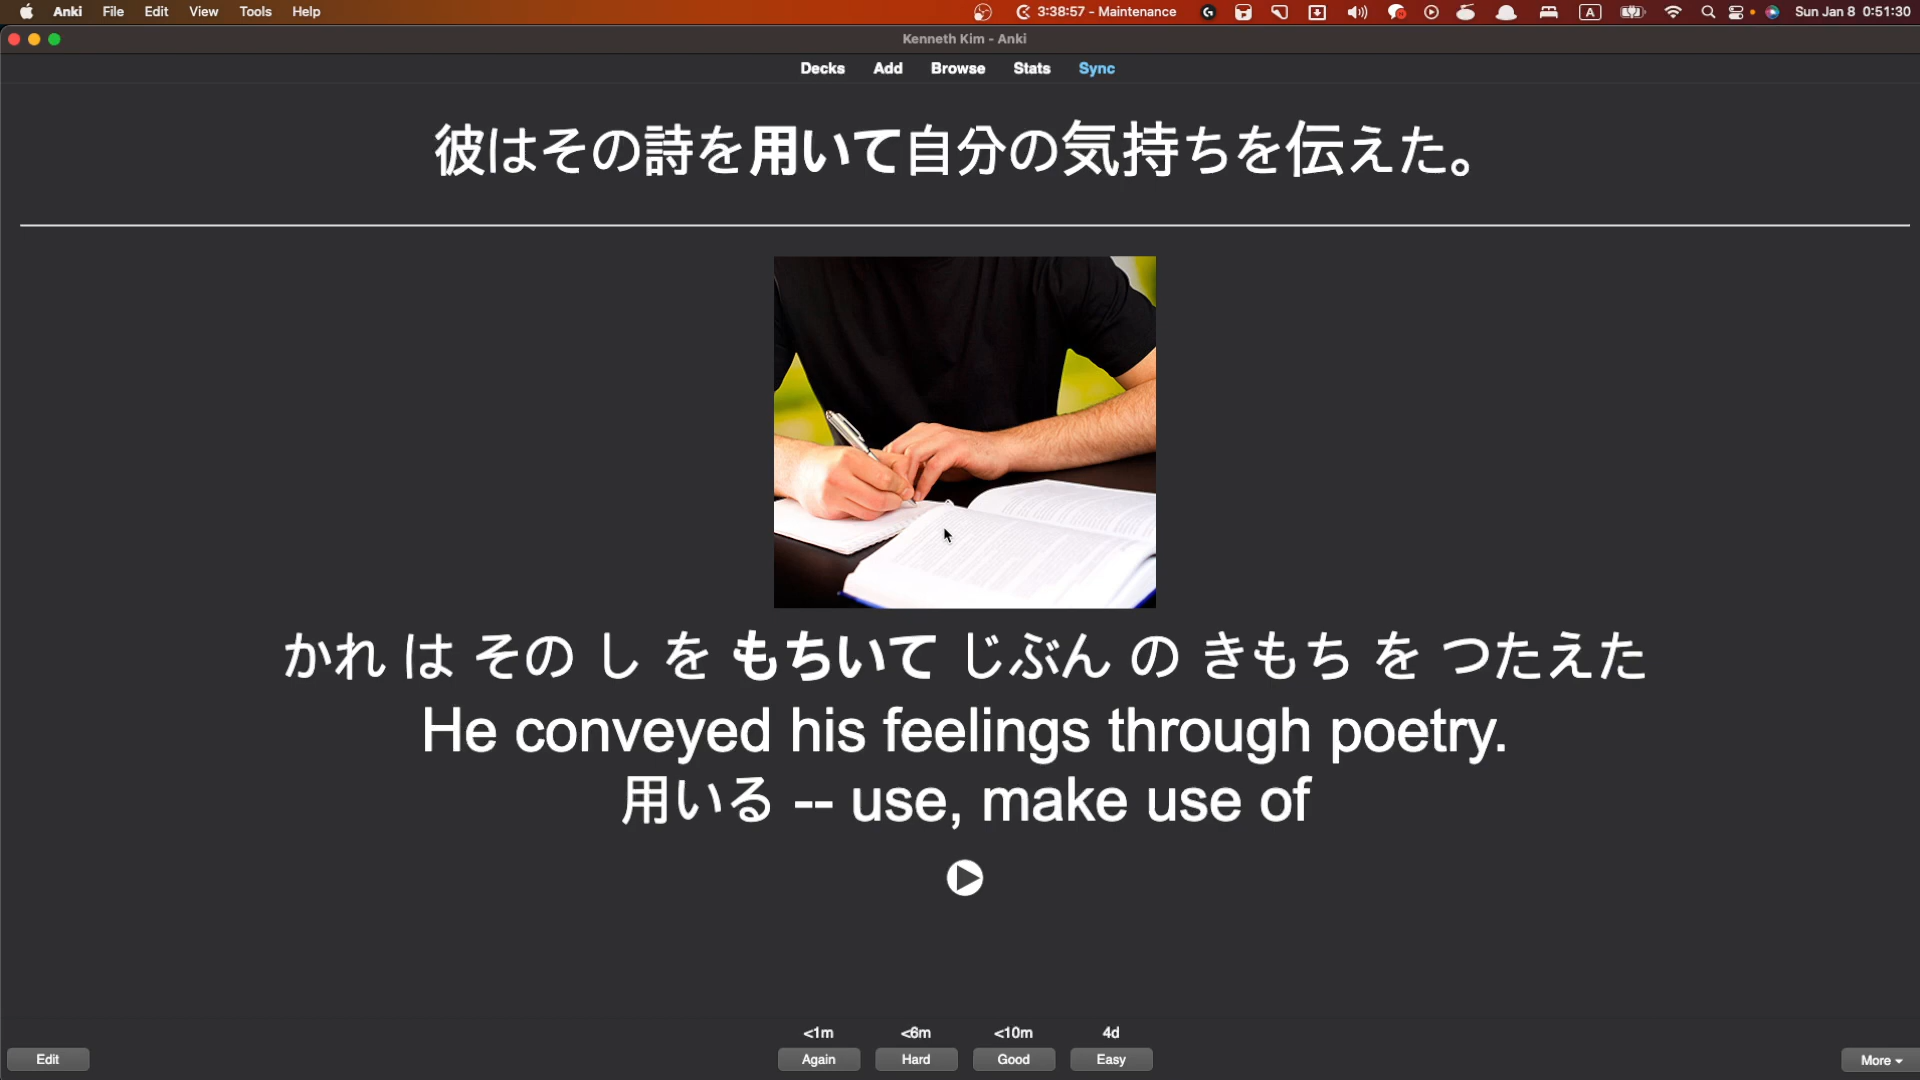 Anki File Edit View Tools Help 3:38:57 - Maintenance A Sun Jan 8 0:51:30
Kenneth Kim - Anki
Decks Add Browse Stats Sync
彼はその詩を用いて自分の気持ちを伝えた。
かれ は その し を もちいて じぶん の きもち を つたえた
He conveyed his feelings through poetry.
用いる -- use, make use of
<1m <6m <10m 4d
Edit Again Hard Good Easy More